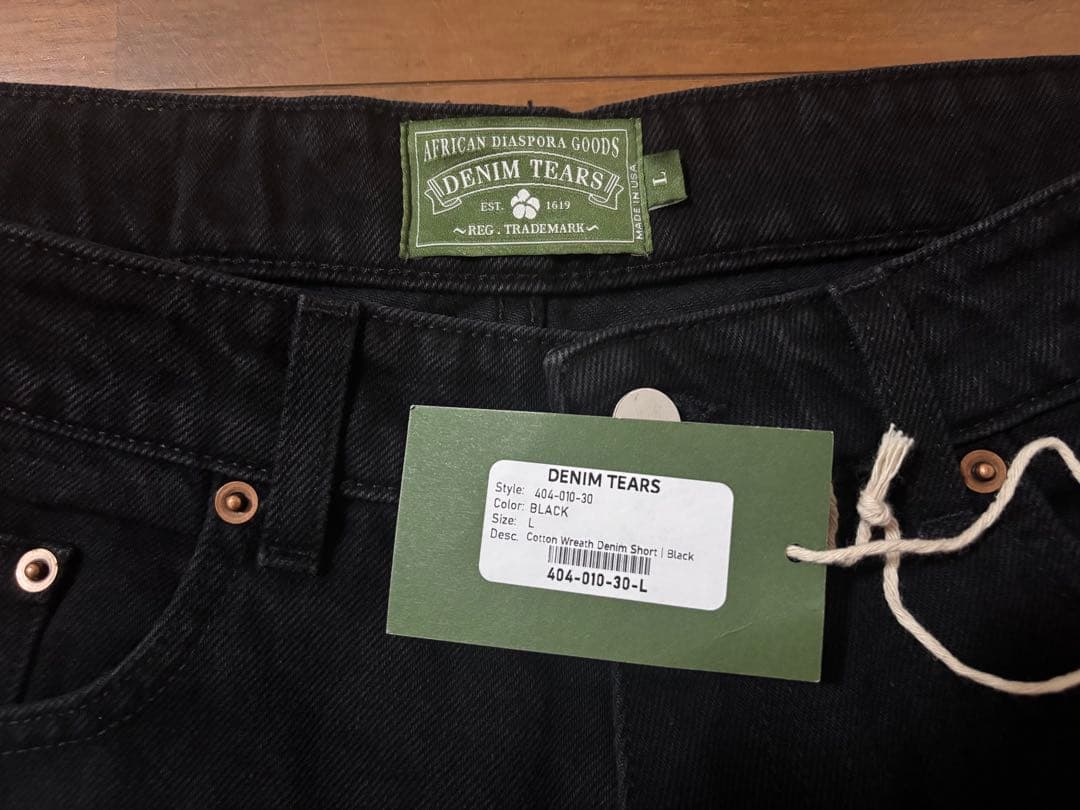 AFRICAN DIASPORA GOODS
DENIM TEARS
EST. 1619
~REG. TRADEMARK~
MADE IN USA
L
DENIM TEARS
Style: 404-010-30
Color: BLACK
Size: L
Desc. Cotton Wreath Denim Short | Black
404-010-30-L